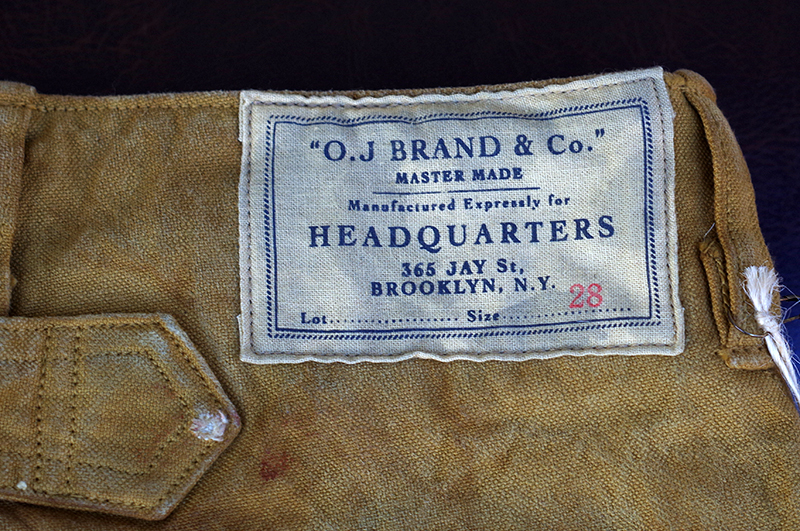 "O.J BRAND & Co."
MASTER MADE
Manufactured Expressly for
HEADQUARTERS
365 JAY St,
BROOKLYN, N.Y.
Lot................... Size................... 28